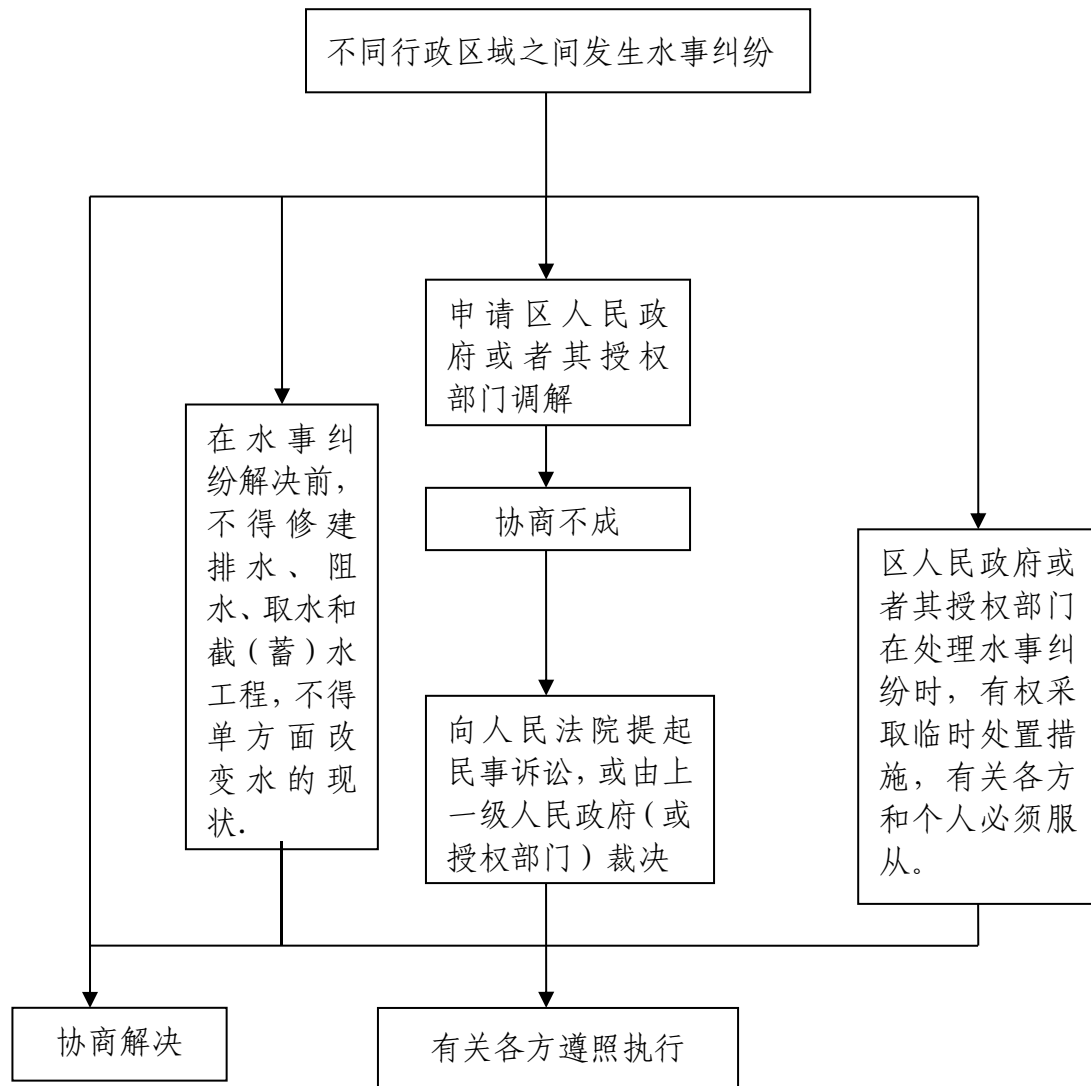 不同行政区域之间发生水事纠纷
申请区人民政
府或者其授权
部门调解
在水事纠
纷解决前,
不得修建
排水、阻
水、取水和
截(蓄)水
工程,不得
单方面改
变水的现
状.
协商不成
区人民政府或
者其授权部门
在处理水事纠
纷时，有权采
取临时处置措
施，有关各方
和个人必须服
从。
向人民法院提起
民事诉讼,或由上
一级人民政府(或
授权部门)裁决
协商解决
有关各方遵照执行